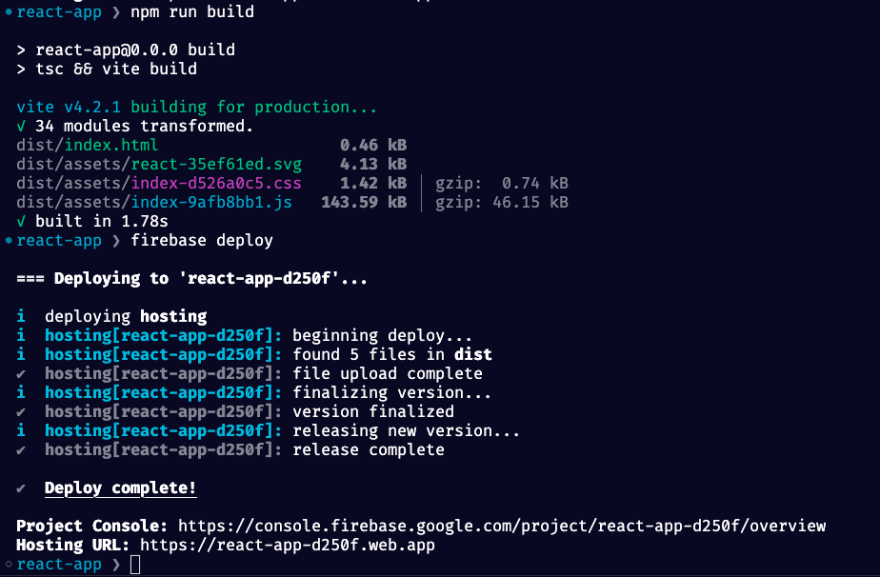 react-app ❯ npm run build
> react-app@0.0.0 build
> tsc && vite build
vite v4.2.1 building for production...
✓ 34 modules transformed.
dist/index.html 0.46 kB
dist/assets/react-35ef61ed.svg 4.13 kB
dist/assets/index-d526a0c5.css 1.42 kB │ gzip: 0.74 kB
dist/assets/index-9afb8bb1.js 143.59 kB │ gzip: 46.15 kB
✓ built in 1.78s
react-app ❯ firebase deploy
=== Deploying to 'react-app-d250f'...
i deploying hosting
i hosting[react-app-d250f]: beginning deploy...
i hosting[react-app-d250f]: found 5 files in dist
✔ hosting[react-app-d250f]: file upload complete
i hosting[react-app-d250f]: finalizing version...
✔ hosting[react-app-d250f]: version finalized
i hosting[react-app-d250f]: releasing new version...
✔ hosting[react-app-d250f]: release complete
✔ Deploy complete!
Project Console: https://console.firebase.google.com/project/react-app-d250f/overview
Hosting URL: https://react-app-d250f.web.app
react-app ❯